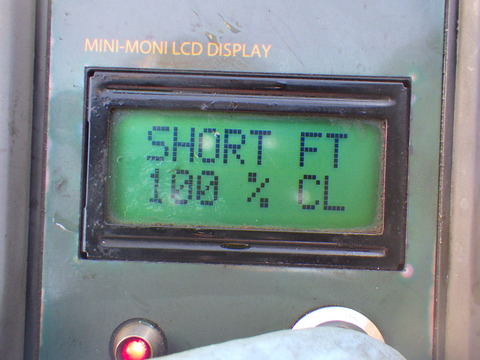 MINI-MONI LCD DISPLAY
SHORT FT
100 % CL